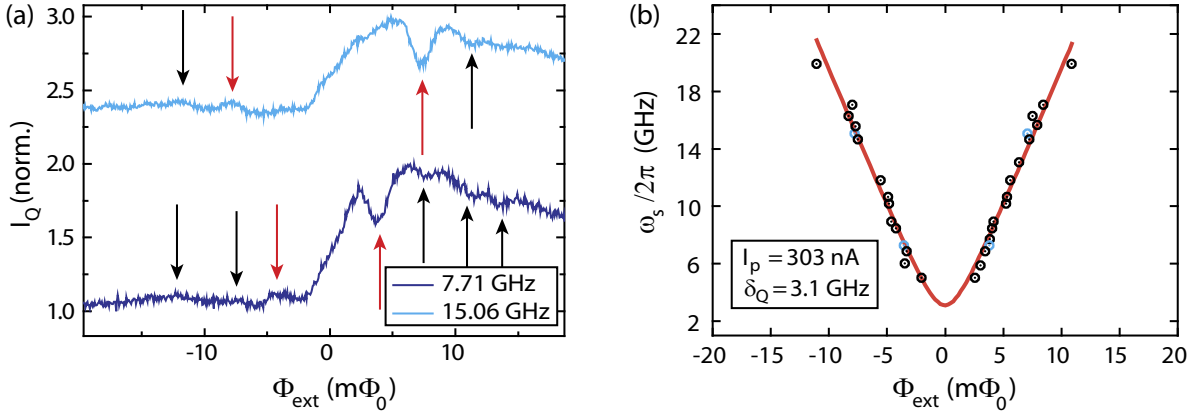 (a)
I_Q (norm.)
3.0
2.5
2.0
1.5
1.0
7.71 GHz
15.06 GHz
-10
0
10
Φ_ext (mΦ_0)
(b)
ω_s/2π (GHz)
22
18
14
10
6
2
I_p = 303 nA
δ_Q = 3.1 GHz
-20
-15
-10
-5
0
5
10
15
20
Φ_ext (mΦ_0)